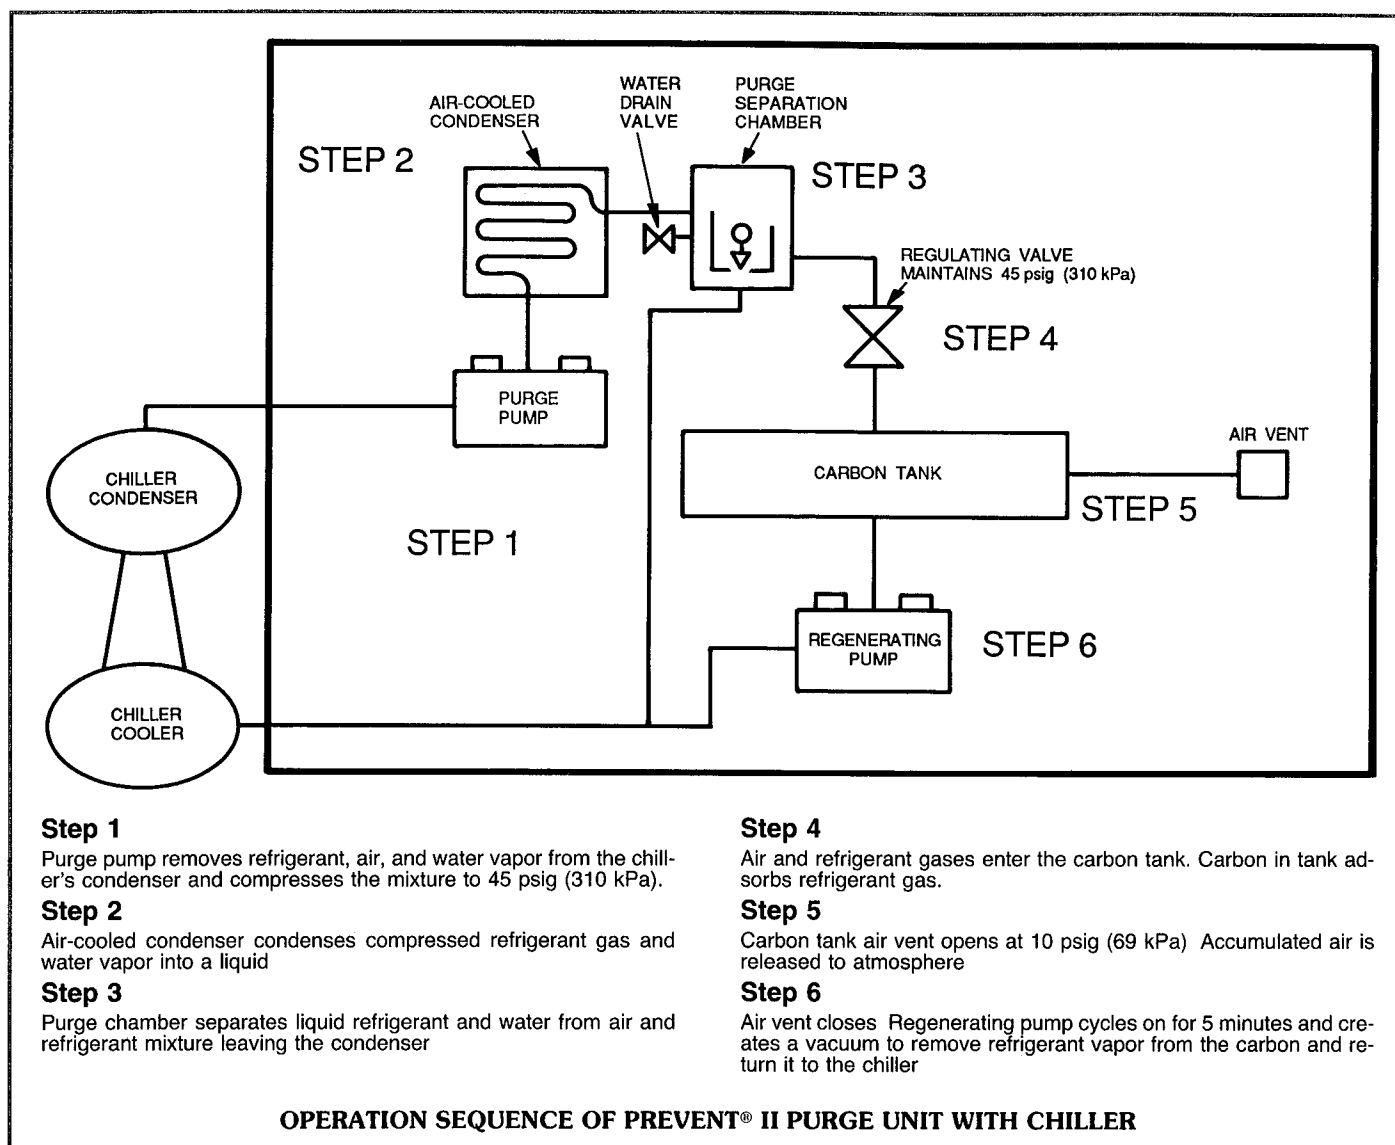 AIR-COOLED
CONDENSER
WATER
DRAIN
VALVE
PURGE
SEPARATION
CHAMBER
STEP 2
STEP 3
REGULATING VALVE
MAINTAINS 45 psig (310 kPa)
STEP 4
PURGE
PUMP
AIR VENT
CHILLER
CONDENSER
CARBON TANK
STEP 5
STEP 1
REGENERATING
PUMP
STEP 6
CHILLER
COOLER
Step 1
Purge pump removes refrigerant, air, and water vapor from the chill-
er's condenser and compresses the mixture to 45 psig (310 kPa).
Step 2
Air-cooled condenser condenses compressed refrigerant gas and
water vapor into a liquid
Step 3
Purge chamber separates liquid refrigerant and water from air and
refrigerant mixture leaving the condenser
Step 4
Air and refrigerant gases enter the carbon tank. Carbon in tank ad-
sorbs refrigerant gas.
Step 5
Carbon tank air vent opens at 10 psig (69 kPa) Accumulated air is
released to atmosphere
Step 6
Air vent closes Regenerating pump cycles on for 5 minutes and cre-
ates a vacuum to remove refrigerant vapor from the carbon and re-
turn it to the chiller
OPERATION SEQUENCE OF PREVENT® II PURGE UNIT WITH CHILLER